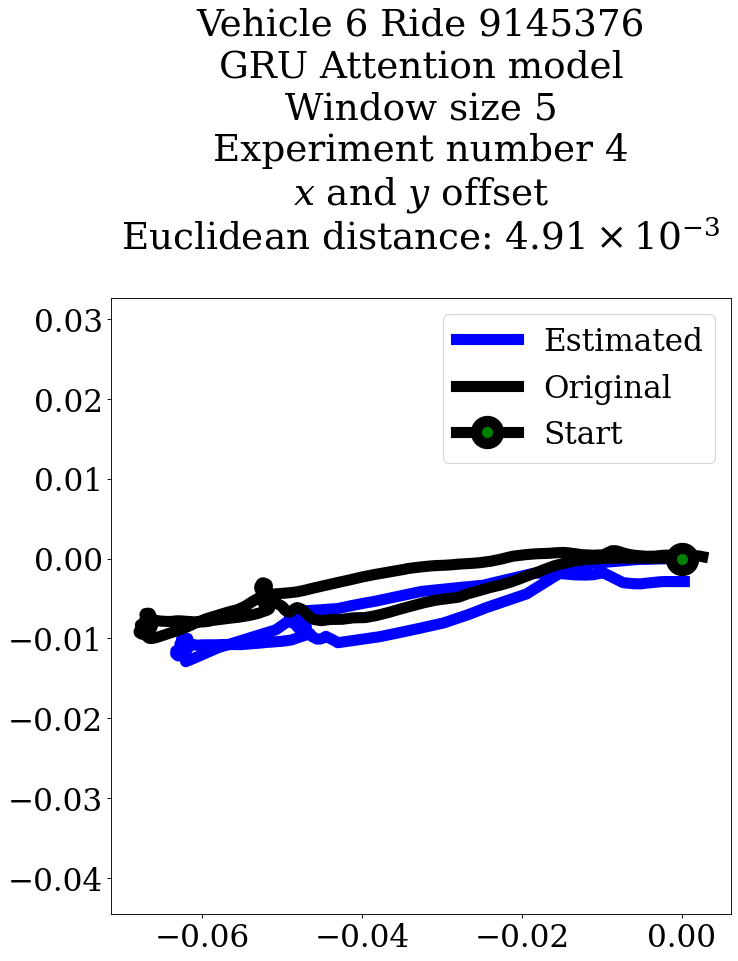 Vehicle 6 Ride 9145376
GRU Attention model
Window size 5
Experiment number 4
x and y offset
Euclidean distance: 4.91 × 10⁻³
Estimated
Original
Start
0.03
0.02
0.01
0.00
−0.01
−0.02
−0.03
−0.04
−0.06 −0.04 −0.02 0.00